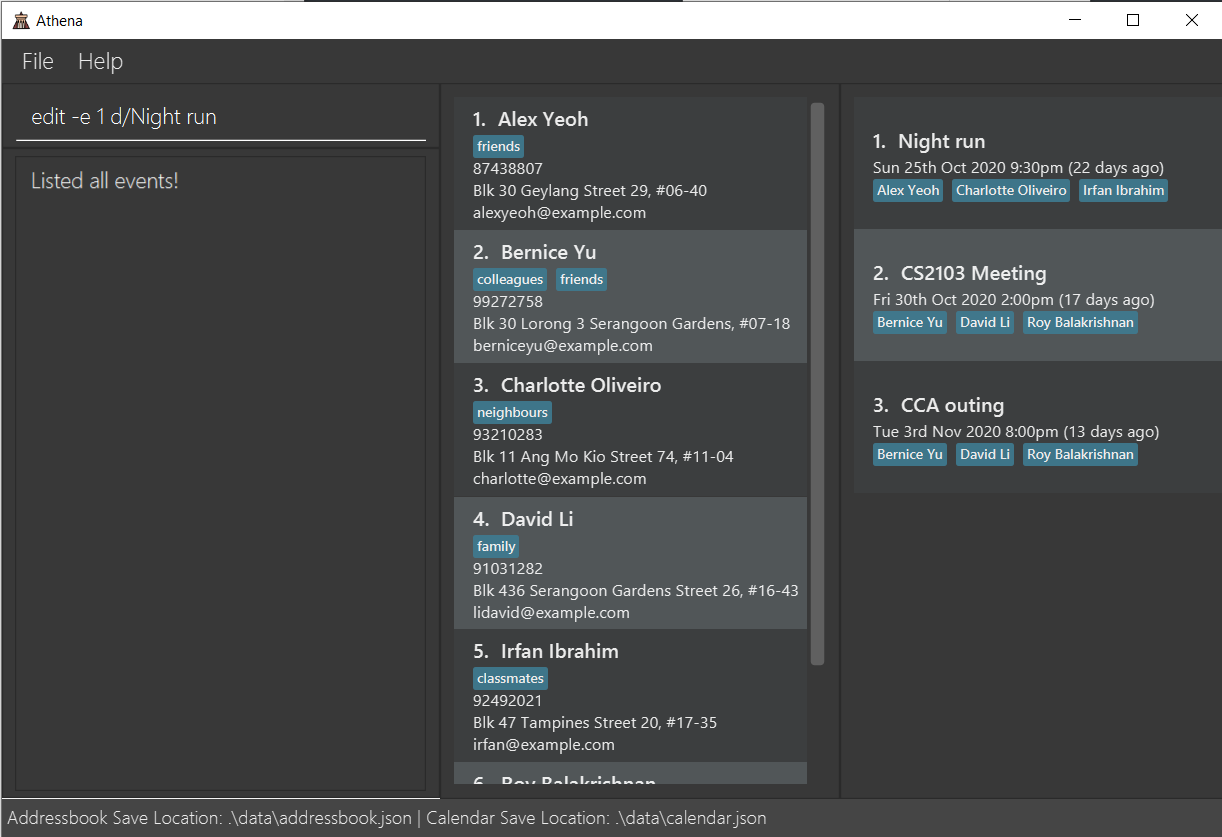 Athena
File Help
edit -e 1 d/Night run
Listed all events!
1. Alex Yeoh
friends
87438807
Blk 30 Geylang Street 29, #06-40
alexyeoh@example.com
2. Bernice Yu
colleagues friends
99272758
Blk 30 Lorong 3 Serangoon Gardens, #07-18
berniceyu@example.com
3. Charlotte Oliveiro
neighbours
93210283
Blk 11 Ang Mo Kio Street 74, #11-04
charlotte@example.com
4. David Li
family
91031282
Blk 436 Serangoon Gardens Street 26, #16-43
lidavid@example.com
5. Irfan Ibrahim
classmates
92492021
Blk 47 Tampines Street 20, #17-35
irfan@example.com
6. Roy Balakrishnan
1. Night run
Sun 25th Oct 2020 9:30pm (22 days ago)
Alex Yeoh Charlotte Oliveiro Irfan Ibrahim
2. CS2103 Meeting
Fri 30th Oct 2020 2:00pm (17 days ago)
Bernice Yu David Li Roy Balakrishnan
3. CCA outing
Tue 3rd Nov 2020 8:00pm (13 days ago)
Bernice Yu David Li Roy Balakrishnan
Addressbook Save Location: .\data\addressbook.json | Calendar Save Location: .\data\calendar.json